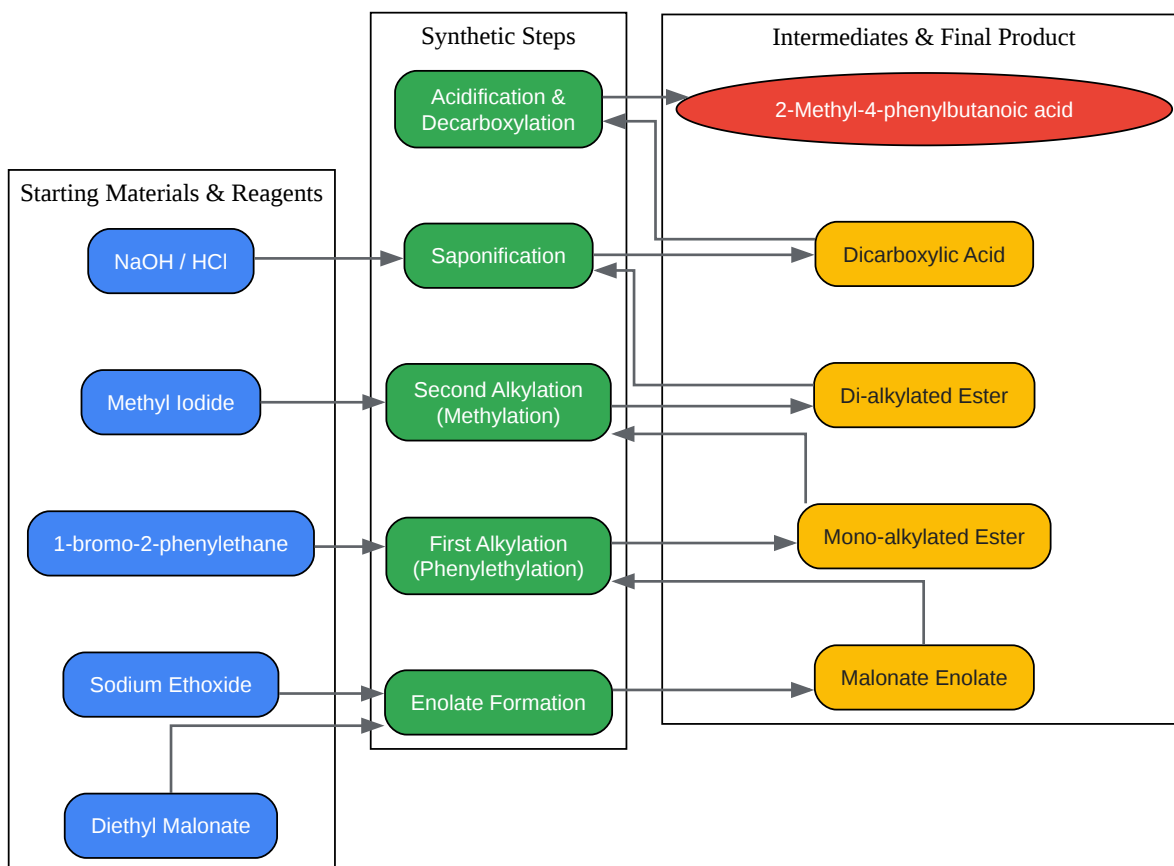 Synthetic Steps
Intermediates & Final Product
Acidification &
Decarboxylation
2-Methyl-4-phenylbutanoic acid
Starting Materials & Reagents
NaOH / HCl
Saponification
Dicarboxylic Acid
Methyl Iodide
Second Alkylation
(Methylation)
Di-alkylated Ester
1-bromo-2-phenylethane
First Alkylation
(Phenylethylation)
Mono-alkylated Ester
Sodium Ethoxide
Enolate Formation
Malonate Enolate
Diethyl Malonate